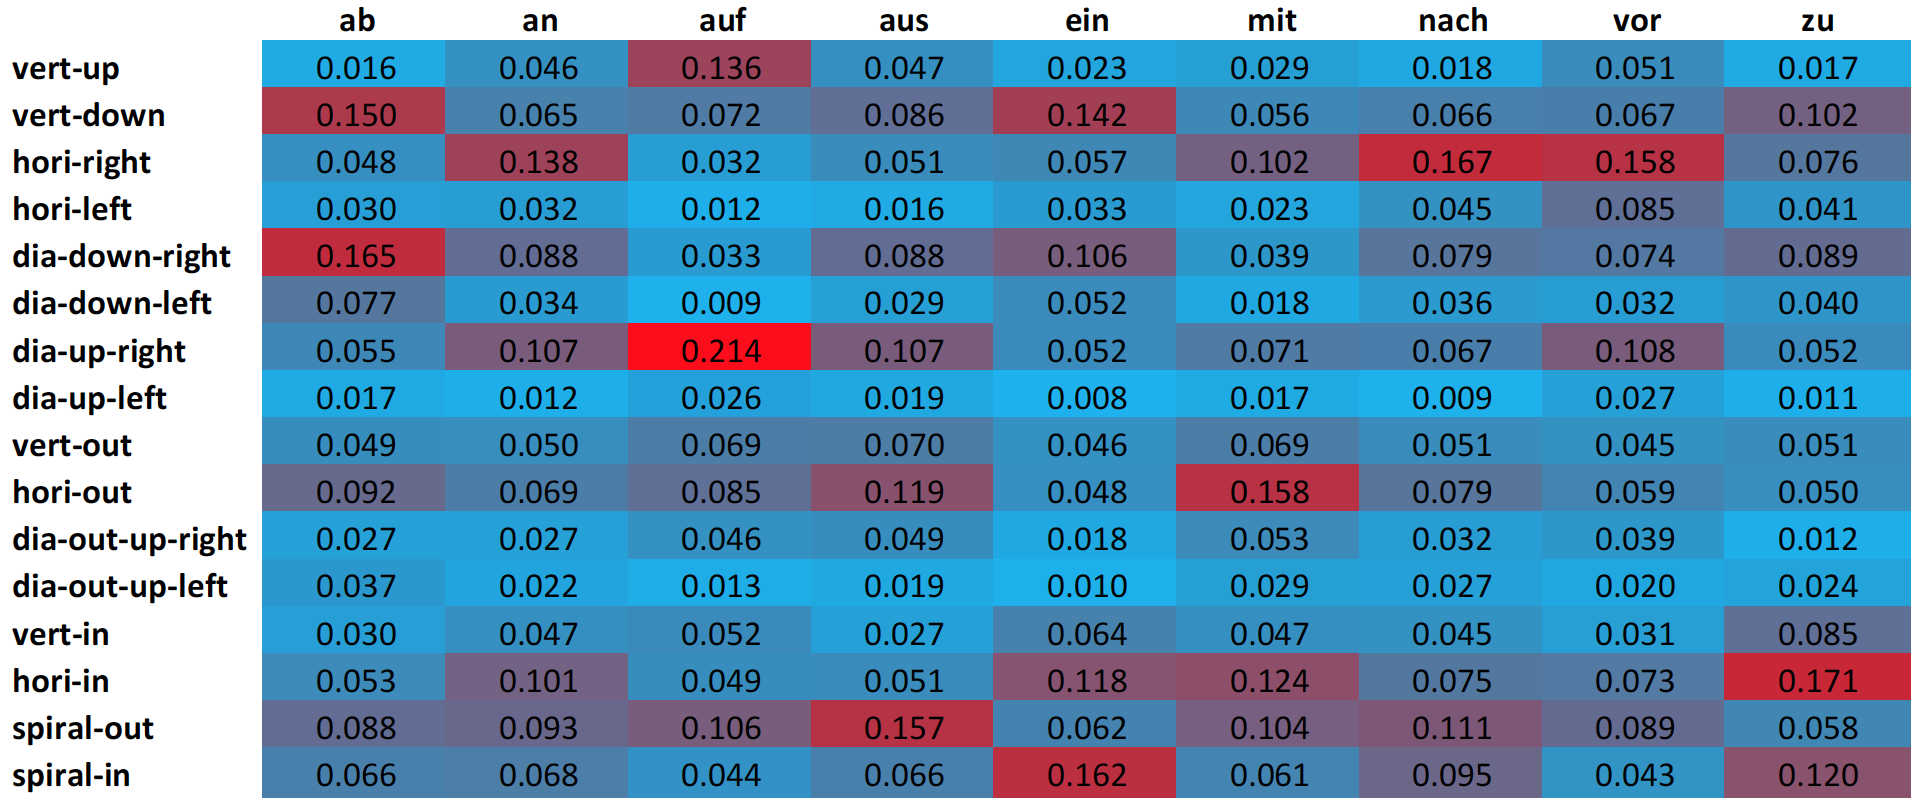 ab an auf aus ein mit nach vor zu
vert-up 0.016 0.046 0.136 0.047 0.023 0.029 0.018 0.051 0.017
vert-down 0.150 0.065 0.072 0.086 0.142 0.056 0.066 0.067 0.102
hori-right 0.048 0.138 0.032 0.051 0.057 0.102 0.167 0.158 0.076
hori-left 0.030 0.032 0.012 0.016 0.033 0.023 0.045 0.085 0.041
dia-down-right 0.165 0.088 0.033 0.088 0.106 0.039 0.079 0.074 0.089
dia-down-left 0.077 0.034 0.009 0.029 0.052 0.018 0.036 0.032 0.040
dia-up-right 0.055 0.107 0.214 0.107 0.052 0.071 0.067 0.108 0.052
dia-up-left 0.017 0.012 0.026 0.019 0.008 0.017 0.009 0.027 0.011
vert-out 0.049 0.050 0.069 0.070 0.046 0.069 0.051 0.045 0.051
hori-out 0.092 0.069 0.085 0.119 0.048 0.158 0.079 0.059 0.050
dia-out-up-right 0.027 0.027 0.046 0.049 0.018 0.053 0.032 0.039 0.012
dia-out-up-left 0.037 0.022 0.013 0.019 0.010 0.029 0.027 0.020 0.024
vert-in 0.030 0.047 0.052 0.027 0.064 0.047 0.045 0.031 0.085
hori-in 0.053 0.101 0.049 0.051 0.118 0.124 0.075 0.073 0.171
spiral-out 0.088 0.093 0.106 0.157 0.062 0.104 0.111 0.089 0.058
spiral-in 0.066 0.068 0.044 0.066 0.162 0.061 0.095 0.043 0.120